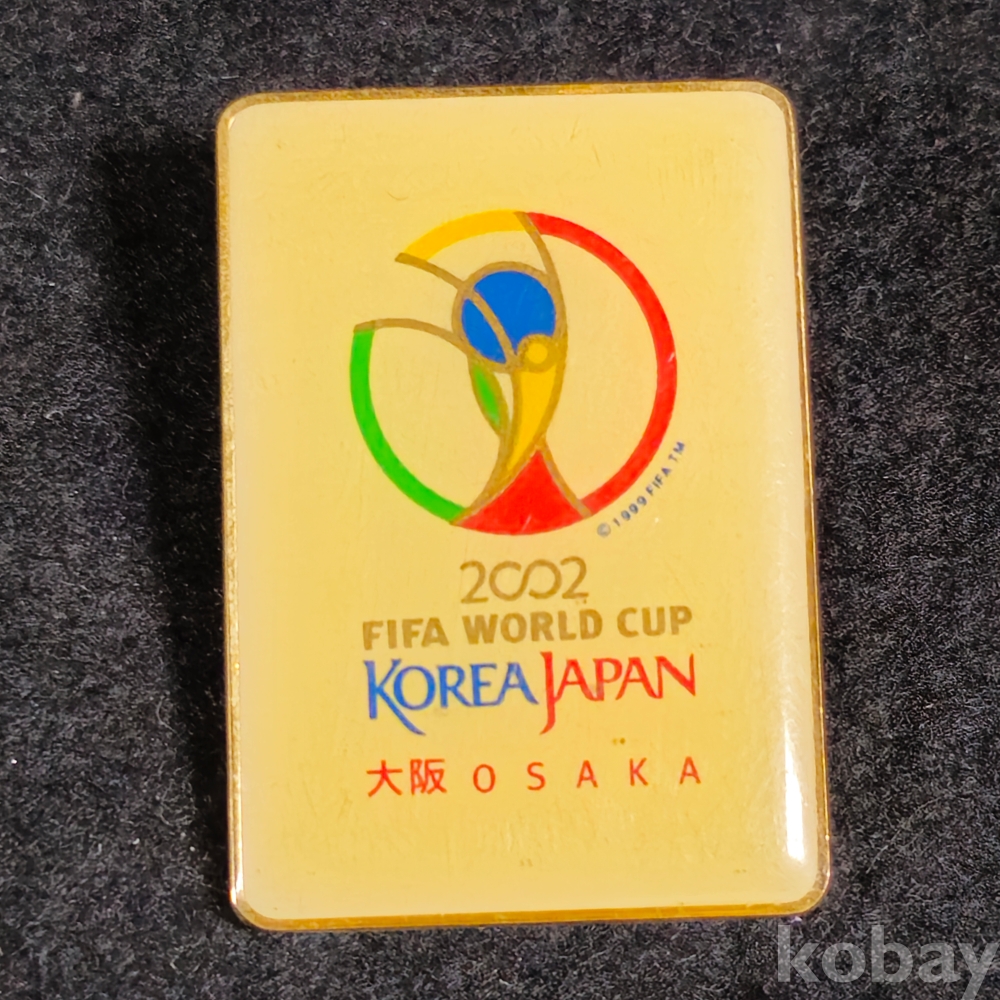 © 1999 FIFA TM
2002
FIFA WORLD CUP
KOREA JAPAN
大阪 OSAKA
kobay